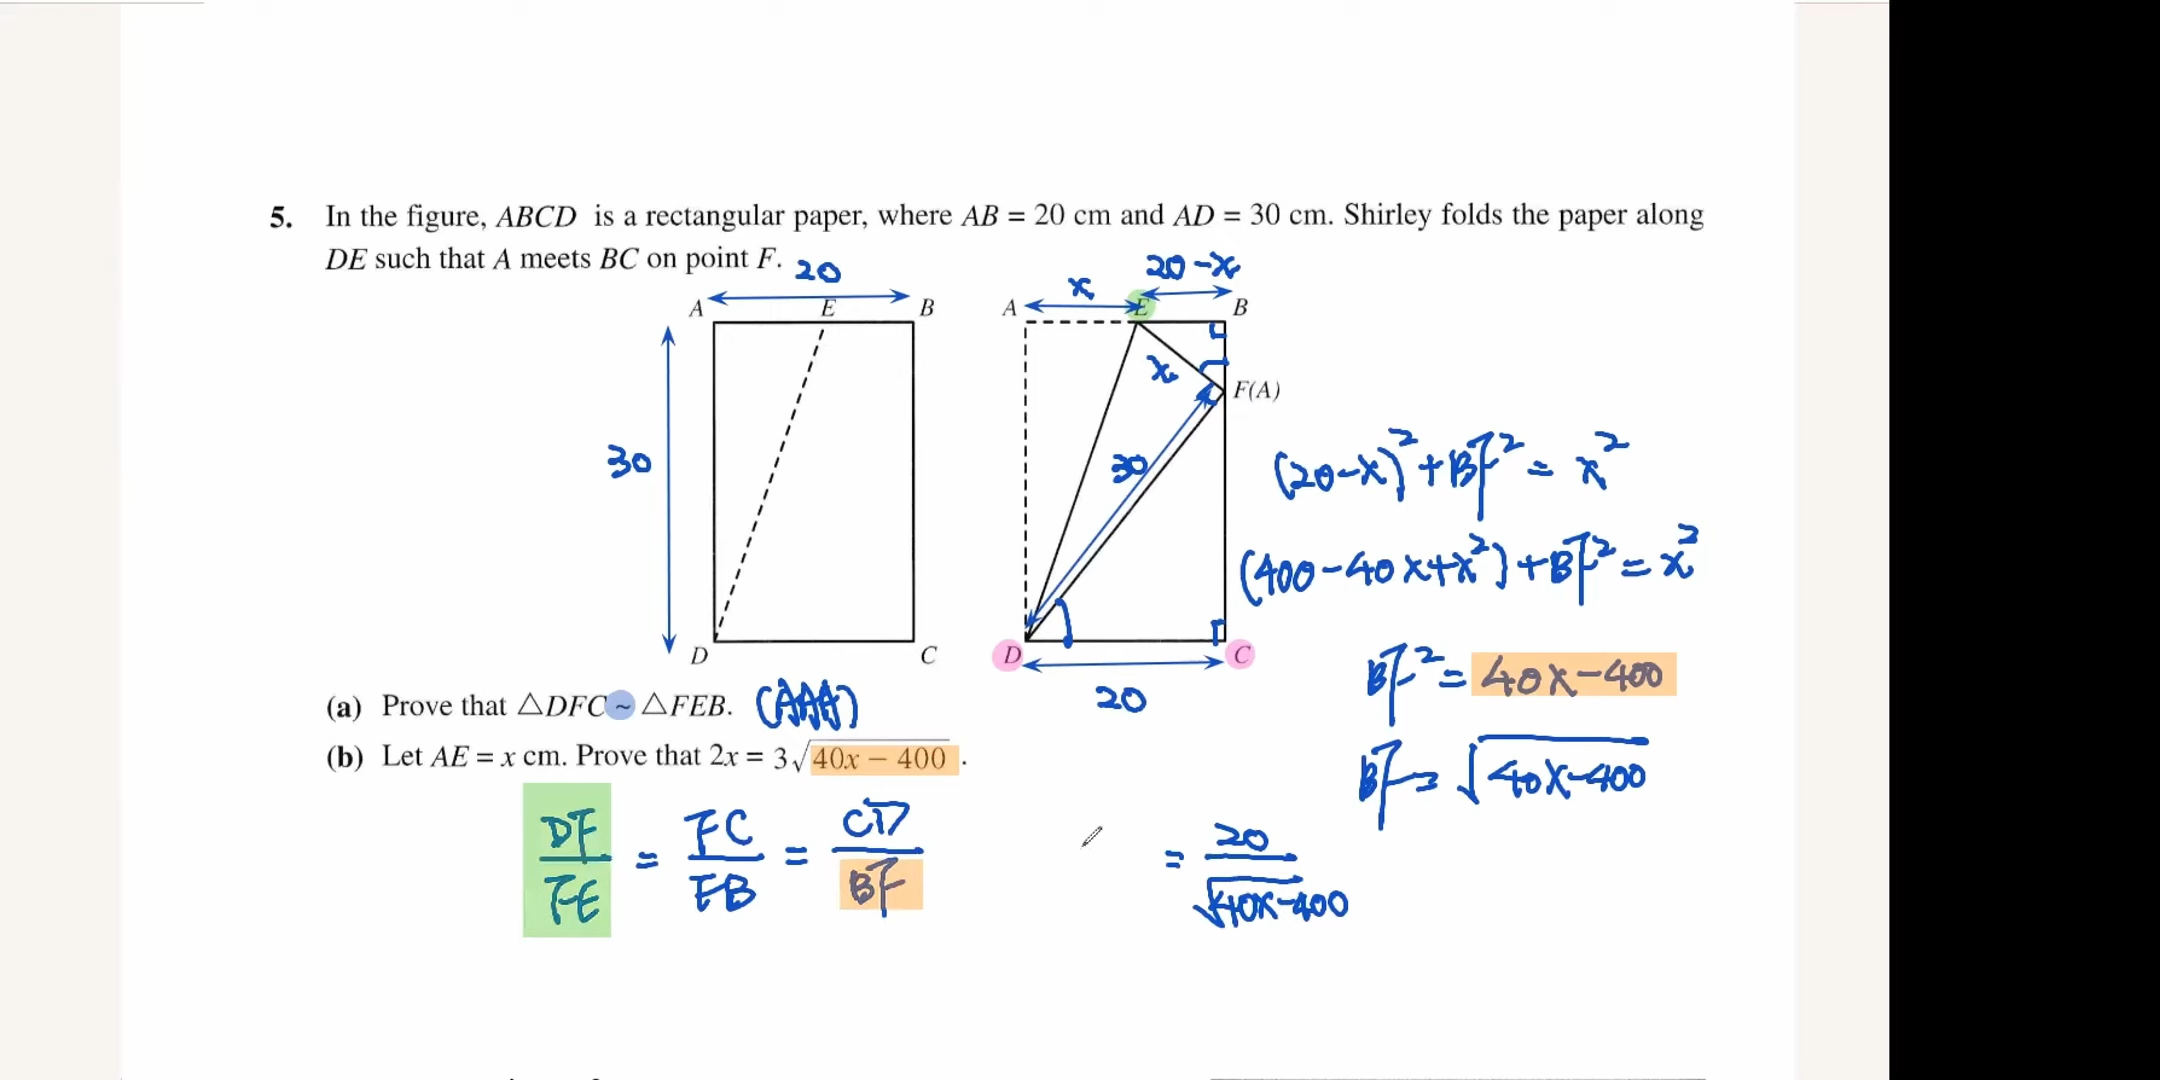 5. In the figure, ABCD is a rectangular paper, where AB = 20 cm and AD = 30 cm. Shirley folds the paper along
DE such that A meets BC on point F.
20
A E B
30
D C
x 20-x
A E B
x
F(A)
30
D C
20
(20-x)² + BF² = x²
(400-40x+x²) + BF² = x²
BF² = 40x-400
BF = √40x-400
(a) Prove that △DFC ~ △FEB. (AAA)
(b) Let AE = x cm. Prove that 2x = 3√40x − 400 .
DF/FE = FC/EB = CD/BF = 20/√40x-400